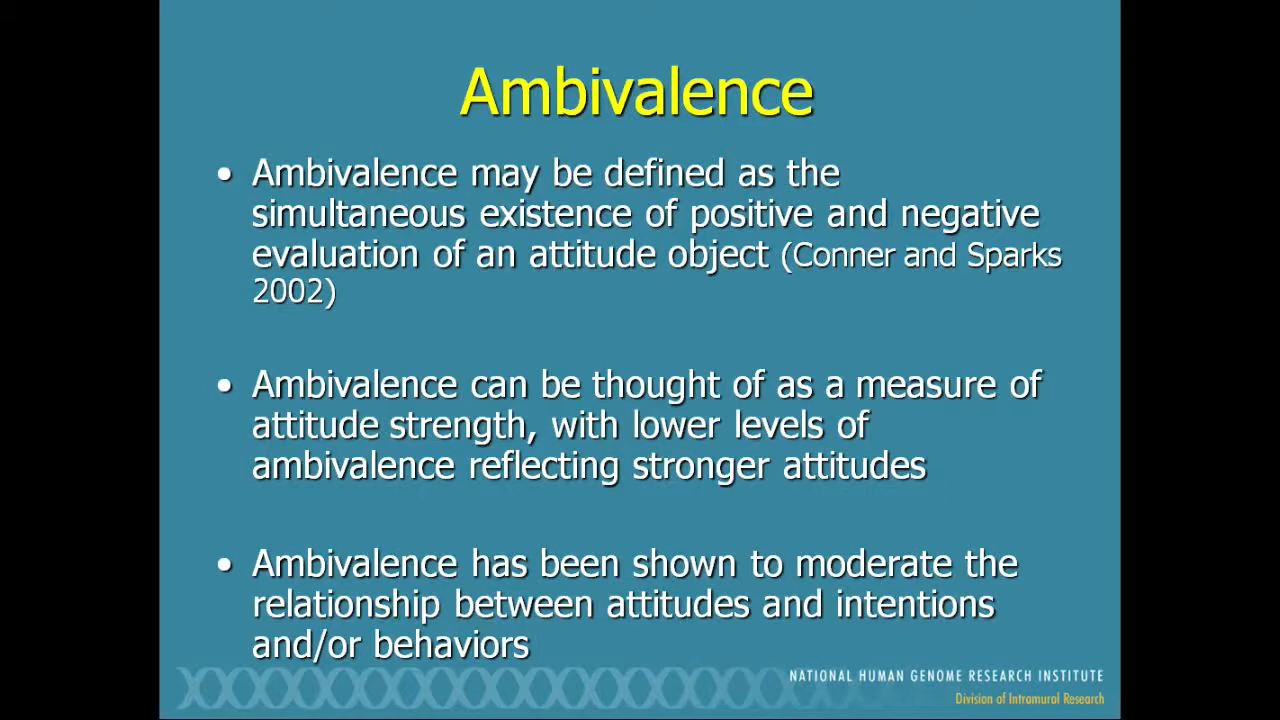 Ambivalence
• Ambivalence may be defined as the
simultaneous existence of positive and negative
evaluation of an attitude object (Conner and Sparks
2002)
• Ambivalence can be thought of as a measure of
attitude strength, with lower levels of
ambivalence reflecting stronger attitudes
• Ambivalence has been shown to moderate the
relationship between attitudes and intentions
and/or behaviors
NATIONAL HUMAN GENOME RESEARCH INSTITUTE
Division of Intramural Research